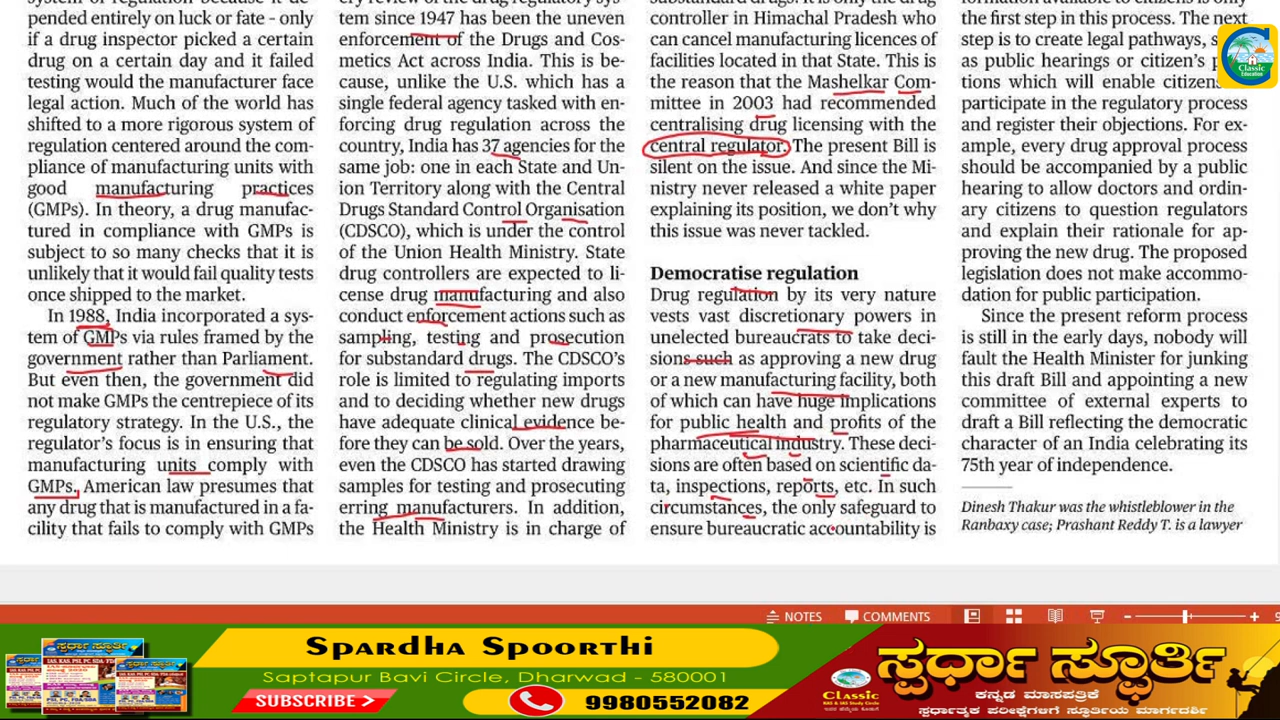 system of regulation because it de-
pended entirely on luck or fate - only
if a drug inspector picked a certain
drug on a certain day and it failed
testing would the manufacturer face
legal action. Much of the world has
shifted to a more rigorous system of
regulation centered around the com-
pliance of manufacturing units with
good manufacturing practices
(GMPs). In theory, a drug manufac-
tured in compliance with GMPs is
subject to so many checks that it is
unlikely that it would fail quality tests
once shipped to the market.
In 1988, India incorporated a sys-
tem of GMPs via rules framed by the
government rather than Parliament.
But even then, the government did
not make GMPs the centrepiece of its
regulatory strategy. In the U.S., the
regulator's focus is in ensuring that
manufacturing units comply with
GMPs. American law presumes that
any drug that is manufactured in a fa-
cility that fails to comply with GMPs
ery review of the drug regulatory sys-
tem since 1947 has been the uneven
enforcement of the Drugs and Cos-
metics Act across India. This is be-
cause, unlike the U.S. which has a
single federal agency tasked with en-
forcing drug regulation across the
country, India has 37 agencies for the
same job: one in each State and Un-
ion Territory along with the Central
Drugs Standard Control Organisation
(CDSCO), which is under the control
of the Union Health Ministry. State
drug controllers are expected to li-
cense drug manufacturing and also
conduct enforcement actions such as
sampling, testing and prosecution
for substandard drugs. The CDSCO's
role is limited to regulating imports
and to deciding whether new drugs
have adequate clinical evidence be-
fore they can be sold. Over the years,
even the CDSCO has started drawing
samples for testing and prosecuting
erring manufacturers. In addition,
the Health Ministry is in charge of
substandard drugs. It is only the drug
controller in Himachal Pradesh who
can cancel manufacturing licences of
facilities located in that State. This is
the reason that the Mashelkar Com-
mittee in 2003 had recommended
centralising drug licensing with the
central regulator. The present Bill is
silent on the issue. And since the Mi-
nistry never released a white paper
explaining its position, we don't why
this issue was never tackled.
Democratise regulation
Drug regulation by its very nature
vests vast discretionary powers in
unelected bureaucrats to take deci-
sions such as approving a new drug
or a new manufacturing facility, both
of which can have huge implications
for public health and profits of the
pharmaceutical industry. These deci-
sions are often based on scientific da-
ta, inspections, reports, etc. In such
circumstances, the only safeguard to
ensure bureaucratic accountability is
formation available to citizens is only
the first step in this process. The next
step is to create legal pathways, s
as public hearings or citizen's p
tions which will enable citizen
participate in the regulatory process
and register their objections. For ex-
ample, every drug approval process
should be accompanied by a public
hearing to allow doctors and ordin-
ary citizens to question regulators
and explain their rationale for ap-
proving the new drug. The proposed
legislation does not make accommo-
dation for public participation.
Since the present reform process
is still in the early days, nobody will
fault the Health Minister for junking
this draft Bill and appointing a new
committee of external experts to
draft a Bill reflecting the democratic
character of an India celebrating its
75th year of independence.
Dinesh Thakur was the whistleblower in the
Ranbaxy case; Prashant Reddy T. is a lawyer
Classic
Education
NOTES COMMENTS
Spardha Spoorthi
Saptapur Bavi Circle, Dharwad - 580001
SUBSCRIBE
9980552082
Classic
ಸ್ಪರ್ಧಾ ಸ್ಫೂರ್ತಿ
ಕನ್ನಡ ಮಾಸಪತ್ರಿಕೆ
ಸ್ಪರ್ಧಾತ್ಮಕ ಪರೀಕ್ಷೆಗಳಿಗೆ ಸ್ಫೂರ್ತಿಯ ಮಾರ್ಗದರ್ಶಿ